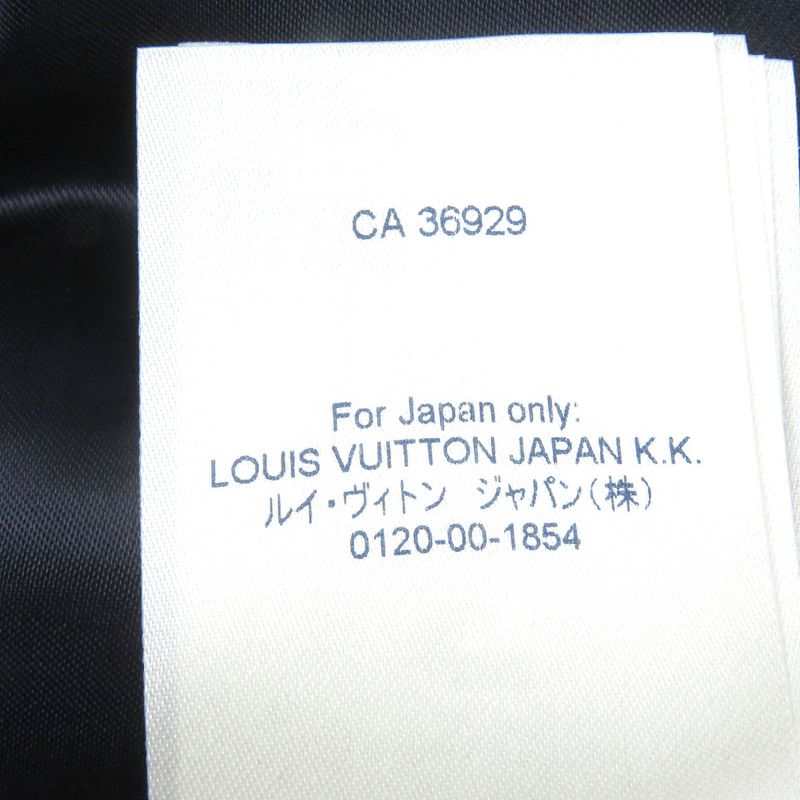 CA 36929
For Japan only:
LOUIS VUITTON JAPAN K.K.
ルイ・ヴィトン　ジャパン(株)
0120-00-1854